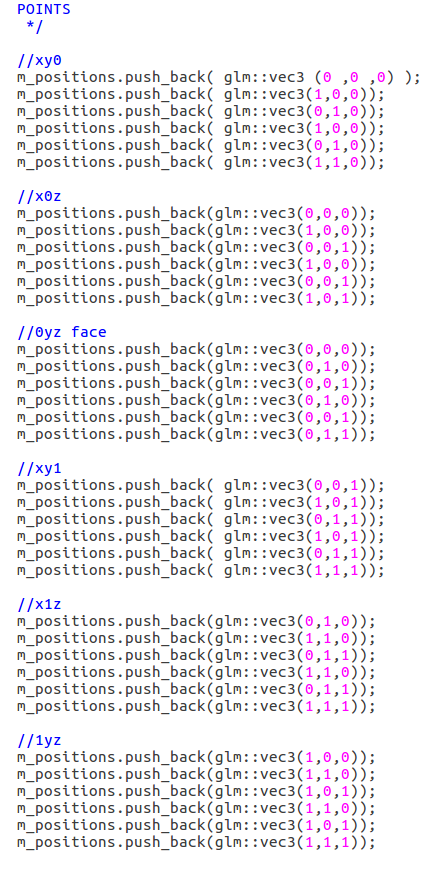 POINTS
*/
//xy0
m_positions.push_back( glm::vec3 (0 ,0 ,0) );
m_positions.push_back( glm::vec3(1,0,0));
m_positions.push_back( glm::vec3(0,1,0));
m_positions.push_back( glm::vec3(1,0,0));
m_positions.push_back( glm::vec3(0,1,0));
m_positions.push_back( glm::vec3(1,1,0));
//x0z
m_positions.push_back(glm::vec3(0,0,0));
m_positions.push_back(glm::vec3(1,0,0));
m_positions.push_back(glm::vec3(0,0,1));
m_positions.push_back(glm::vec3(1,0,0));
m_positions.push_back(glm::vec3(0,0,1));
m_positions.push_back(glm::vec3(1,0,1));
//0yz face
m_positions.push_back(glm::vec3(0,0,0));
m_positions.push_back(glm::vec3(0,1,0));
m_positions.push_back(glm::vec3(0,0,1));
m_positions.push_back(glm::vec3(0,1,0));
m_positions.push_back(glm::vec3(0,0,1));
m_positions.push_back(glm::vec3(0,1,1));
//xy1
m_positions.push_back( glm::vec3(0,0,1));
m_positions.push_back( glm::vec3(1,0,1));
m_positions.push_back( glm::vec3(0,1,1));
m_positions.push_back( glm::vec3(1,0,1));
m_positions.push_back( glm::vec3(0,1,1));
m_positions.push_back( glm::vec3(1,1,1));
//x1z
m_positions.push_back(glm::vec3(0,1,0));
m_positions.push_back(glm::vec3(1,1,0));
m_positions.push_back(glm::vec3(0,1,1));
m_positions.push_back(glm::vec3(1,1,0));
m_positions.push_back(glm::vec3(0,1,1));
m_positions.push_back(glm::vec3(1,1,1));
//1yz
m_positions.push_back(glm::vec3(1,0,0));
m_positions.push_back(glm::vec3(1,1,0));
m_positions.push_back(glm::vec3(1,0,1));
m_positions.push_back(glm::vec3(1,1,0));
m_positions.push_back(glm::vec3(1,0,1));
m_positions.push_back(glm::vec3(1,1,1));